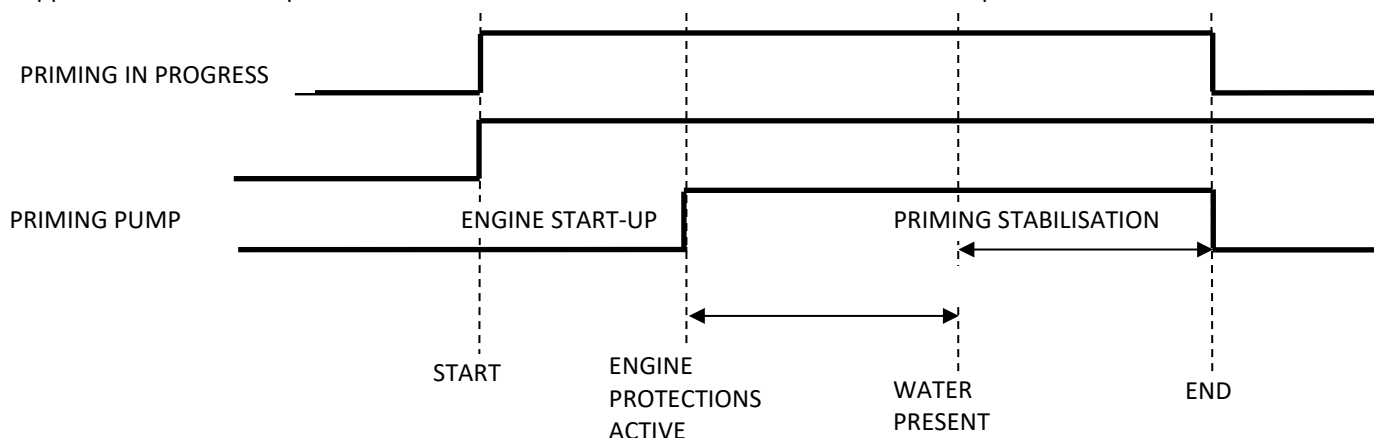 PRIMING IN PROGRESS
PRIMING PUMP
ENGINE START-UP
PRIMING STABILISATION
START
ENGINE
PROTECTIONS
ACTIVE
WATER
PRESENT
END